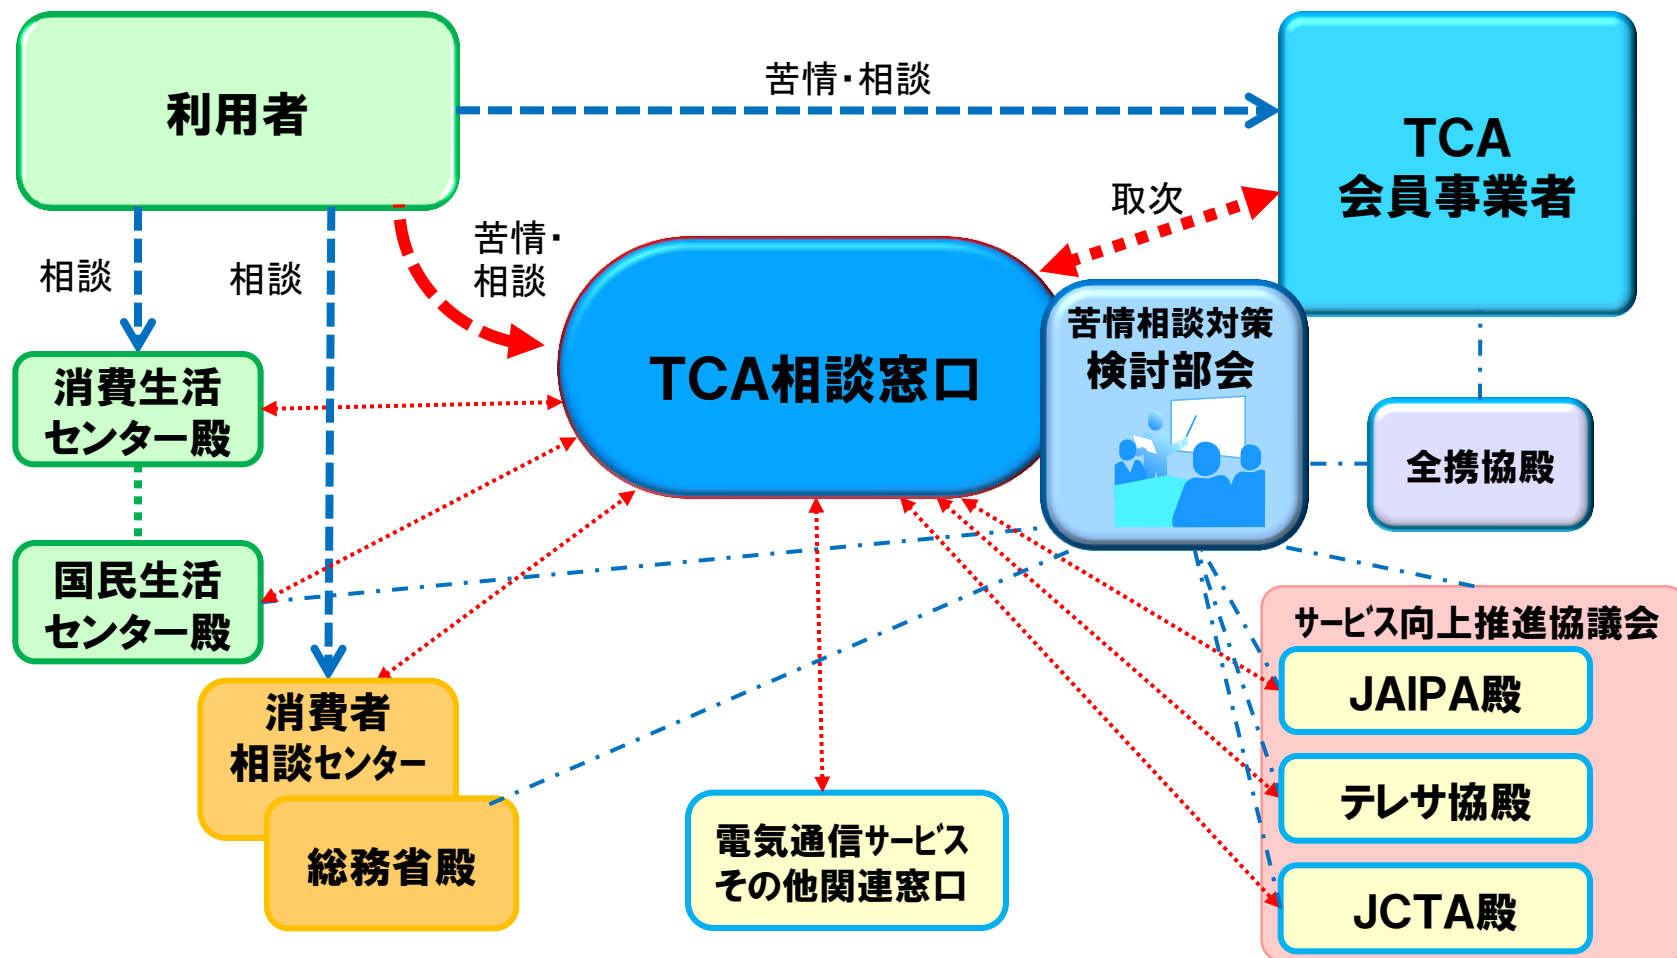 利用者
苦情・相談
TCA
会員事業者
取次
苦情・
相談
相談
相談
TCA相談窓口
苦情相談対策
検討部会
消費生活
センター殿
全携協殿
国民生活
センター殿
サービス向上推進協議会
JAIPA殿
テレサ協殿
JCTA殿
消費者
相談センター
総務省殿
電気通信サービス
その他関連窓口